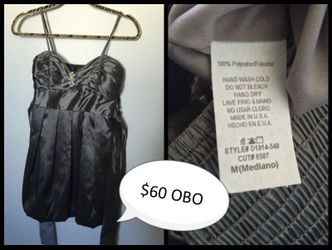 $60 OBO
100% Polyester/Poliester
HAND WASH COLD
DO NOT BLEACH
HANG DRY
LAVE FRIO A MANO
NO USAR CLORO
MADE IN U.S.A.
HECHO EN E.U.A.
STYLE# D1914-549
CUT# 6507
M(Mediano)